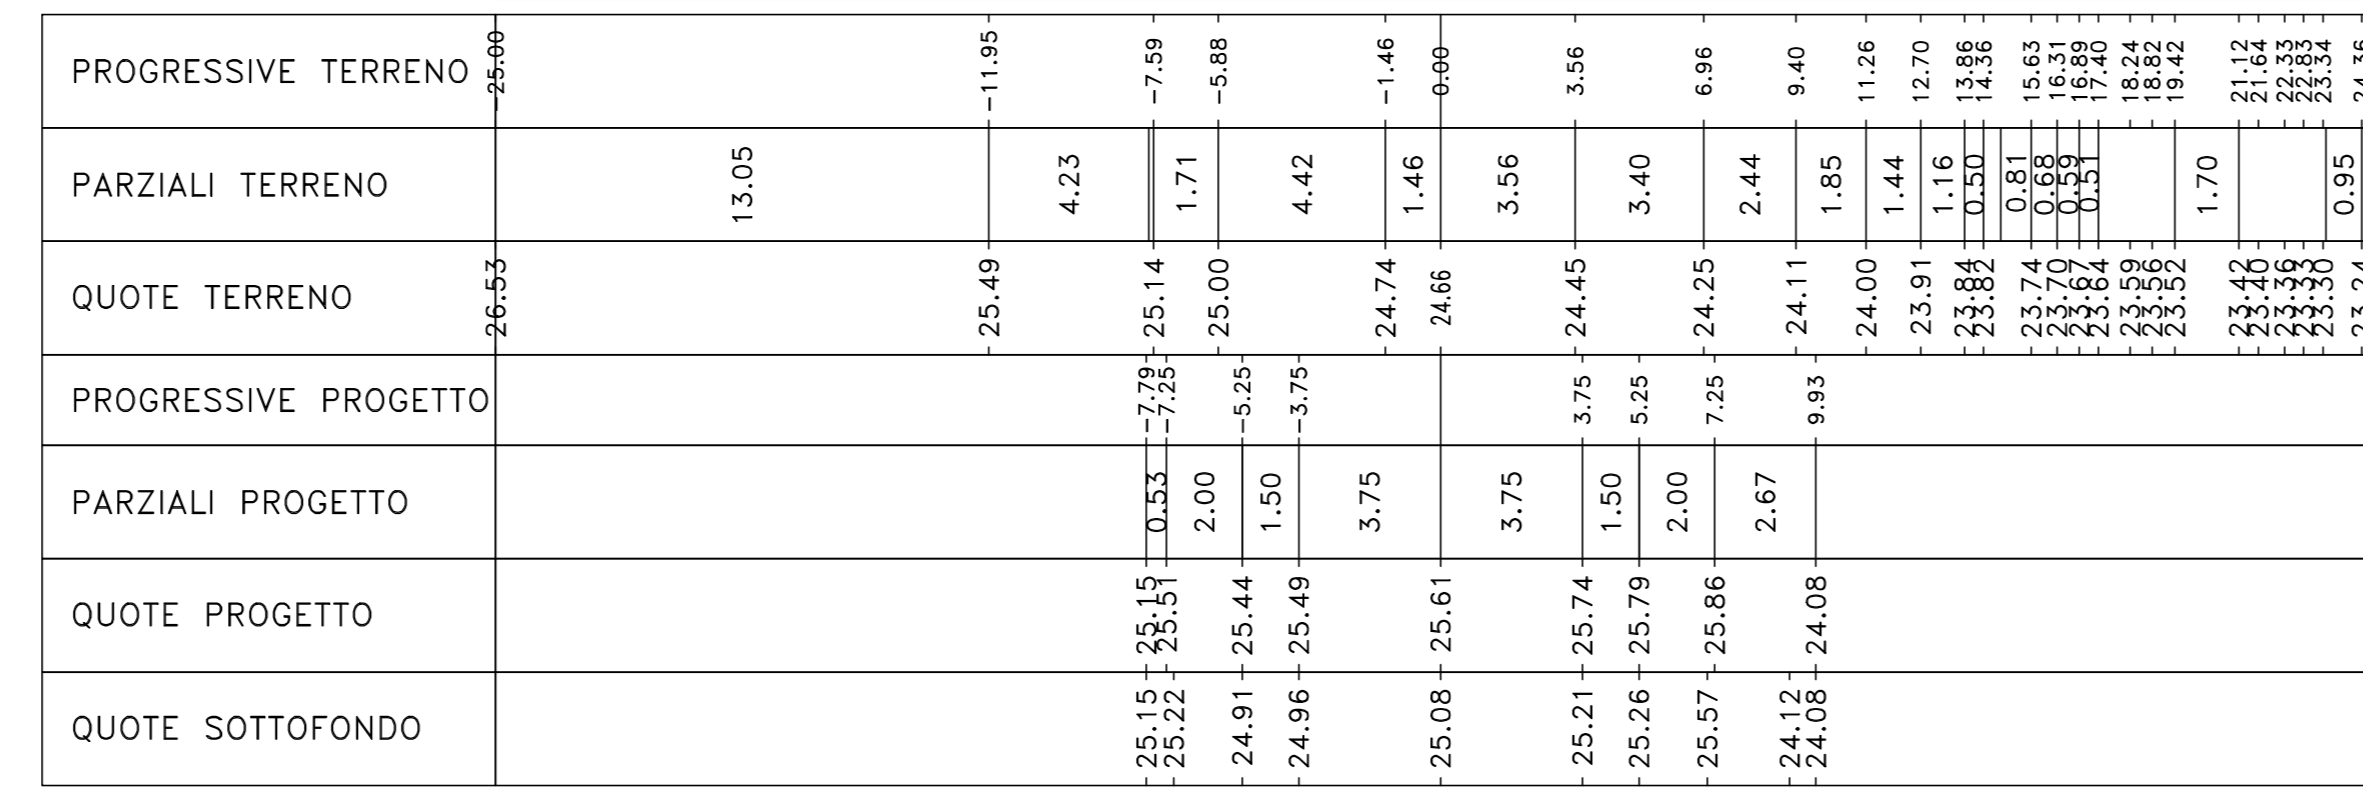 PROGRESSIVE TERRENO -25.00 -11.95 -7.59 -5.88 -1.46 0.00 3.56 6.96 9.40 11.26 12.70 13.86 14.36 15.63 16.31 16.89 17.40 18.24 18.82 19.42 21.12 21.64 22.33 22.83 23.34
PARZIALI TERRENO 13.05 4.23 1.71 4.42 1.46 3.56 3.40 2.44 1.85 1.44 1.16 0.50 0.81 0.68 0.59 0.51 1.70 0.95
QUOTE TERRENO 26.53 25.49 25.14 25.00 24.74 24.66 24.45 24.25 24.11 24.00 23.91 23.84 23.82 23.74 23.70 23.67 23.64 23.59 23.56 23.52 23.42 23.40 23.36 23.33 23.30
PROGRESSIVE PROGETTO -7.79 -7.25 -5.25 -3.75 3.75 5.25 7.25 9.93
PARZIALI PROGETTO 0.53 2.00 1.50 3.75 3.75 1.50 2.00 2.67
QUOTE PROGETTO 25.15 25.51 25.44 25.49 25.61 25.74 25.79 25.86 24.08
QUOTE SOTTOFONDO 25.15 25.22 24.91 24.96 25.08 25.21 25.26 25.57 24.12 24.08